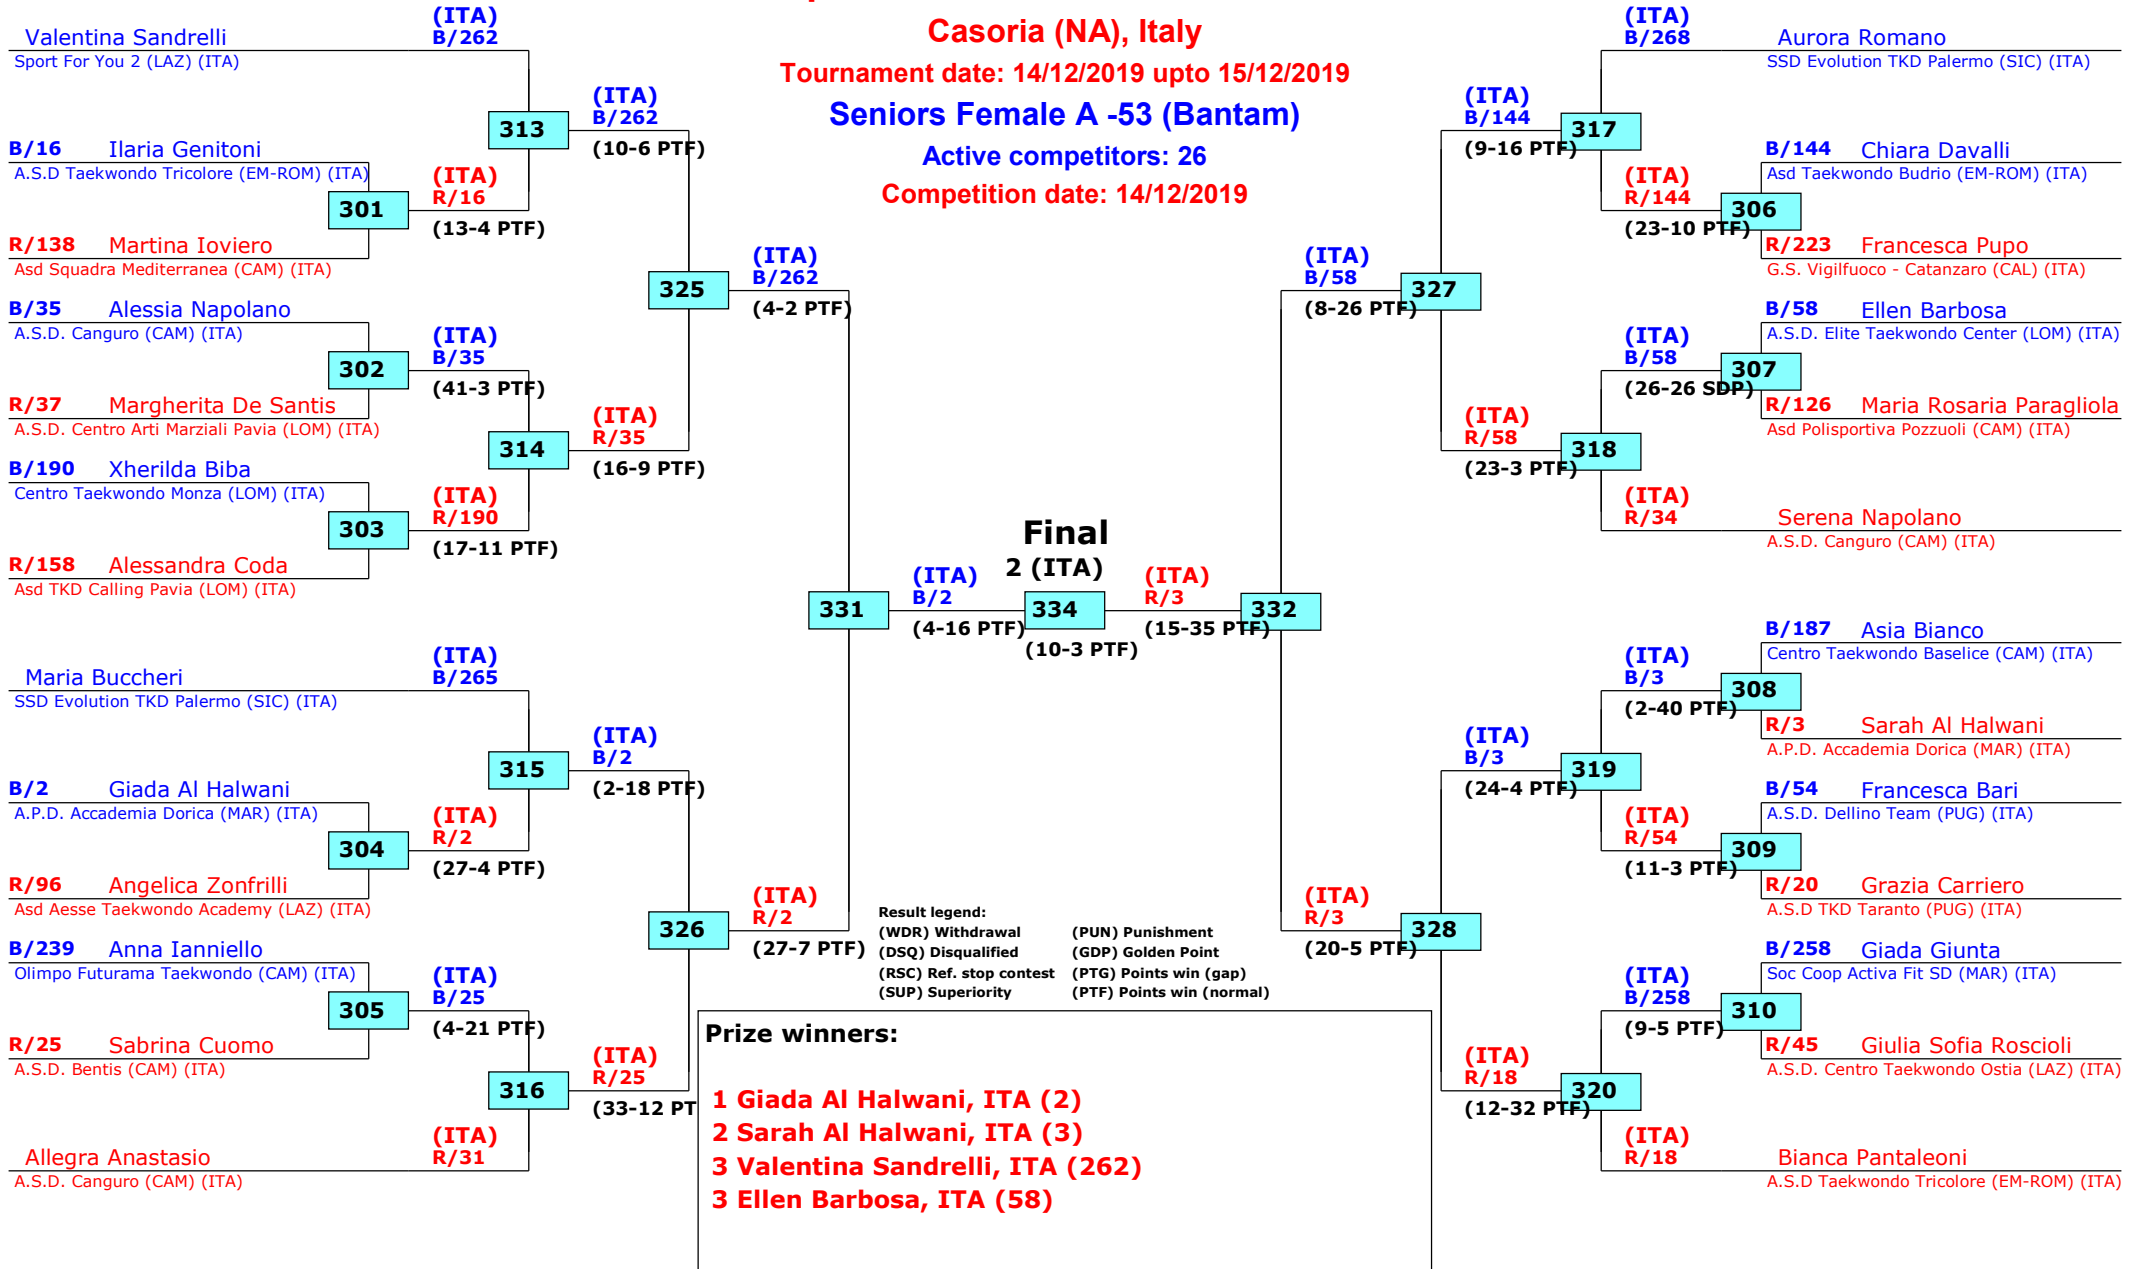 Casoria (NA), Italy
Tournament date: 14/12/2019 upto 15/12/2019
Seniors Female A -53 (Bantam)
Active competitors: 26
Competition date: 14/12/2019
(ITA)
B/262
Valentina Sandrelli
Sport For You 2 (LAZ) (ITA)
313
(ITA)
B/262
(10-6 PTF)
B/16 Ilaria Genitoni
A.S.D Taekwondo Tricolore (EM-ROM) (ITA)
301
(ITA)
R/16
(13-4 PTF)
R/138 Martina Ioviero
Asd Squadra Mediterranea (CAM) (ITA)
325
(ITA)
B/262
(4-2 PTF)
B/35 Alessia Napolano
A.S.D. Canguro (CAM) (ITA)
302
(ITA)
B/35
(41-3 PTF)
R/37 Margherita De Santis
A.S.D. Centro Arti Marziali Pavia (LOM) (ITA)
314
(ITA)
R/35
(16-9 PTF)
B/190 Xherilda Biba
Centro Taekwondo Monza (LOM) (ITA)
303
(ITA)
R/190
(17-11 PTF)
R/158 Alessandra Coda
Asd TKD Calling Pavia (LOM) (ITA)
331
(ITA)
B/2
(4-16 PTF)
Final
2 (ITA)
334
(10-3 PTF)
(ITA)
R/3
(15-35 PTF)
332
(ITA)
B/265
Maria Buccheri
SSD Evolution TKD Palermo (SIC) (ITA)
315
(ITA)
B/2
(2-18 PTF)
B/2 Giada Al Halwani
A.P.D. Accademia Dorica (MAR) (ITA)
304
(ITA)
R/2
(27-4 PTF)
R/96 Angelica Zonfrilli
Asd Aesse Taekwondo Academy (LAZ) (ITA)
326
(ITA)
R/2
(27-7 PTF)
B/239 Anna Ianniello
Olimpo Futurama Taekwondo (CAM) (ITA)
305
(ITA)
B/25
(4-21 PTF)
R/25 Sabrina Cuomo
A.S.D. Bentis (CAM) (ITA)
316
(ITA)
R/25
(33-12 PT
(ITA)
R/31
Allegra Anastasio
A.S.D. Canguro (CAM) (ITA)
(ITA)
B/268
Aurora Romano
SSD Evolution TKD Palermo (SIC) (ITA)
(ITA)
B/144
(9-16 PTF)
317
B/144 Chiara Davalli
Asd Taekwondo Budrio (EM-ROM) (ITA)
(ITA)
R/144
(23-10 PTF)
306
R/223 Francesca Pupo
G.S. Vigilfuoco - Catanzaro (CAL) (ITA)
(ITA)
B/58
(8-26 PTF)
327
B/58 Ellen Barbosa
A.S.D. Elite Taekwondo Center (LOM) (ITA)
(ITA)
B/58
(26-26 SDP)
307
R/126 Maria Rosaria Paragliola
Asd Polisportiva Pozzuoli (CAM) (ITA)
(ITA)
R/58
(23-3 PTF)
318
(ITA)
R/34
Serena Napolano
A.S.D. Canguro (CAM) (ITA)
B/187 Asia Bianco
Centro Taekwondo Baselice (CAM) (ITA)
(ITA)
B/3
(2-40 PTF)
308
R/3 Sarah Al Halwani
A.P.D. Accademia Dorica (MAR) (ITA)
(ITA)
B/3
(24-4 PTF)
319
B/54 Francesca Bari
A.S.D. Dellino Team (PUG) (ITA)
(ITA)
R/54
(11-3 PTF)
309
R/20 Grazia Carriero
A.S.D TKD Taranto (PUG) (ITA)
(ITA)
R/3
(20-5 PTF)
328
B/258 Giada Giunta
Soc Coop Activa Fit SD (MAR) (ITA)
(ITA)
B/258
(9-5 PTF)
310
R/45 Giulia Sofia Roscioli
A.S.D. Centro Taekwondo Ostia (LAZ) (ITA)
(ITA)
R/18
(12-32 PTF)
320
(ITA)
R/18
Bianca Pantaleoni
A.S.D Taekwondo Tricolore (EM-ROM) (ITA)
Result legend:
(WDR) Withdrawal (PUN) Punishment
(DSQ) Disqualified (GDP) Golden Point
(RSC) Ref. stop contest (PTG) Points win (gap)
(SUP) Superiority (PTF) Points win (normal)
Prize winners:
1 Giada Al Halwani, ITA (2)
2 Sarah Al Halwani, ITA (3)
3 Valentina Sandrelli, ITA (262)
3 Ellen Barbosa, ITA (58)